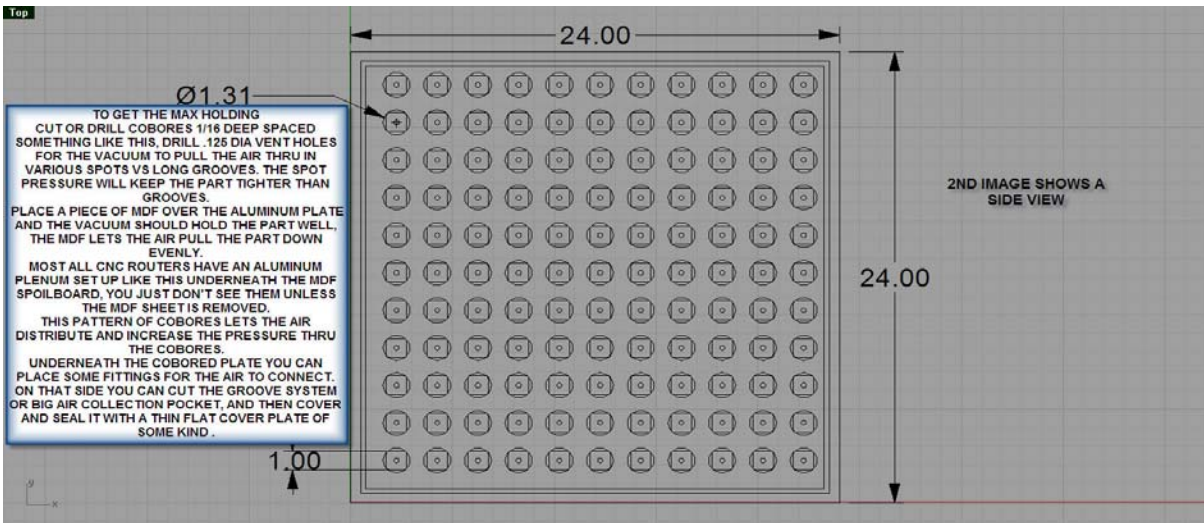 Top
24.00
Ø1.31
TO GET THE MAX HOLDING
CUT OR DRILL COBORES 1/16 DEEP SPACED
SOMETHING LIKE THIS, DRILL .125 DIA VENT HOLES
FOR THE VACUUM TO PULL THE AIR THRU IN
VARIOUS SPOTS VS LONG GROOVES. THE SPOT
PRESSURE WILL KEEP THE PART TIGHTER THAN
GROOVES.
PLACE A PIECE OF MDF OVER THE ALUMINUM PLATE
AND THE VACUUM SHOULD HOLD THE PART WELL,
THE MDF LETS THE AIR PULL THE PART DOWN
EVENLY.
MOST ALL CNC ROUTERS HAVE AN ALUMINUM
PLENUM SET UP LIKE THIS UNDERNEATH THE MDF
SPOILBOARD, YOU JUST DON'T SEE THEM UNLESS
THE MDF SHEET IS REMOVED.
THIS PATTERN OF COBORES LETS THE AIR
DISTRIBUTE AND INCREASE THE PRESSURE THRU
THE COBORES.
UNDERNEATH THE COBORED PLATE YOU CAN
PLACE SOME FITTINGS FOR THE AIR TO CONNECT.
ON THAT SIDE YOU CAN CUT THE GROOVE SYSTEM
OR BIG AIR COLLECTION POCKET, AND THEN COVER
AND SEAL IT WITH A THIN FLAT COVER PLATE OF
SOME KIND .
2ND IMAGE SHOWS A
SIDE VIEW
24.00
1.00
y
x